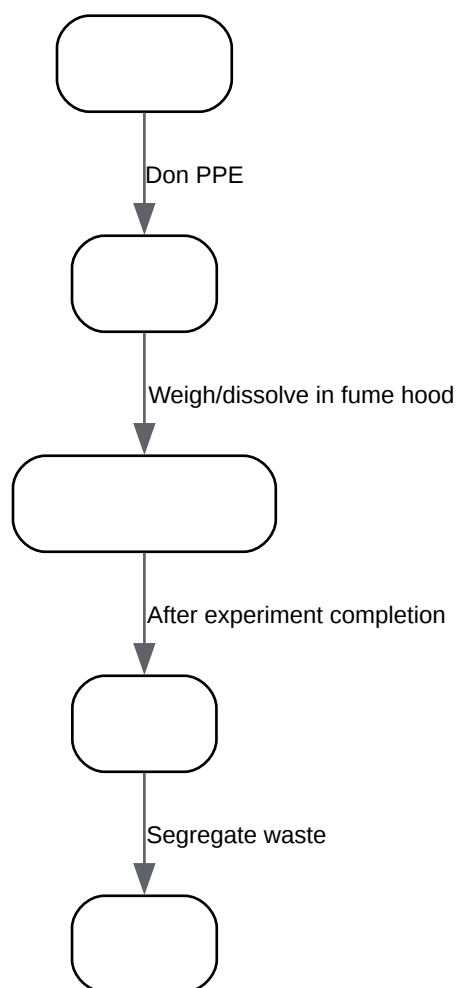 Don PPE
Weigh/dissolve in fume hood
After experiment completion
Segregate waste